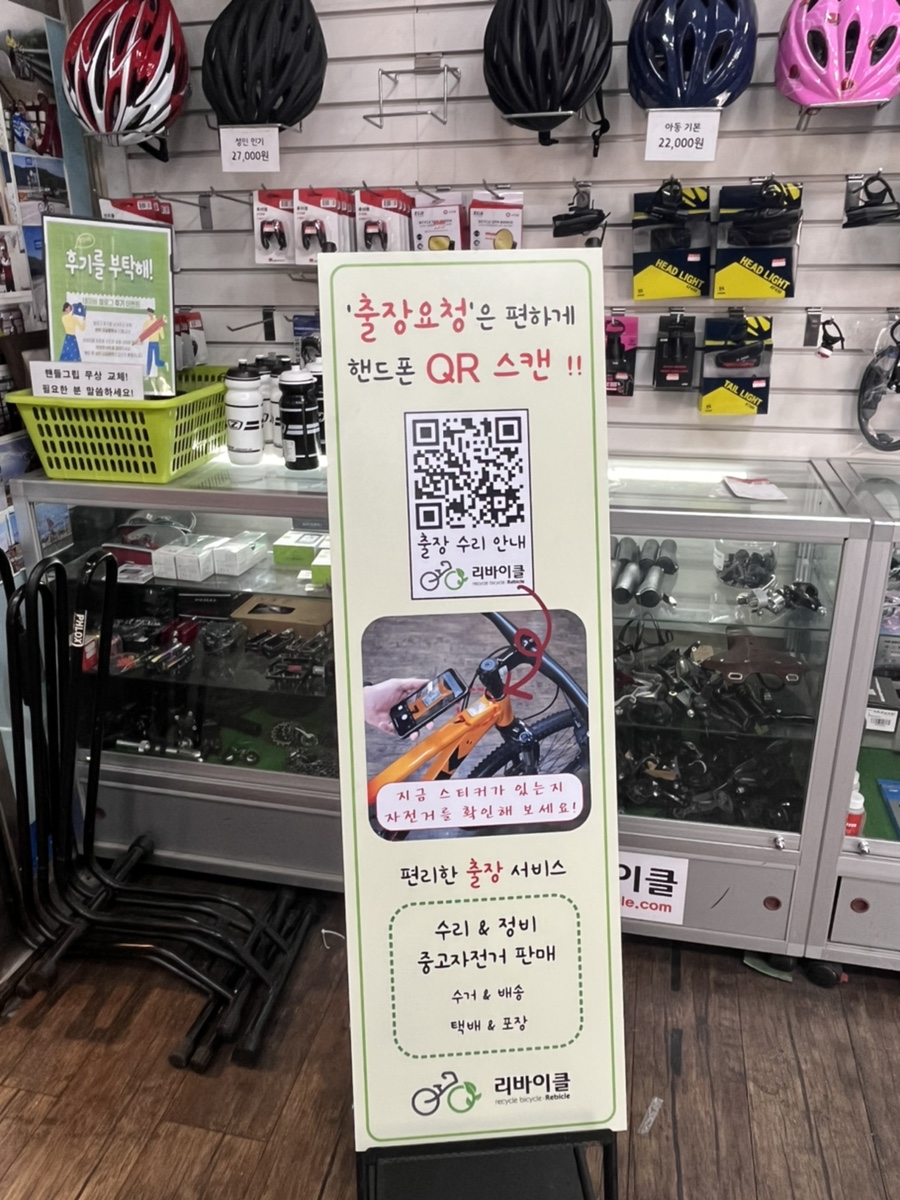 성인 인기
27,000원
아동 기본
22,000원
HEAD LIGHT
HEAD LIGHT
TAIL LIGHT
후기를 부탁해!
핸들그립 무상 교체!
필요한 분 말씀하세요!
PHILOX
'출장요청'은 편하게
핸드폰 QR 스캔 !!
출장 수리 안내
리바이클
recycle bicycle · Rebicle
지금 스티커가 있는지
자전거를 확인해 보세요!
편리한 출장 서비스
수리 & 정비
중고자전거 판매
수거 & 배송
택배 & 포장
리바이클
recycle bicycle · Rebicle
이클
le.com